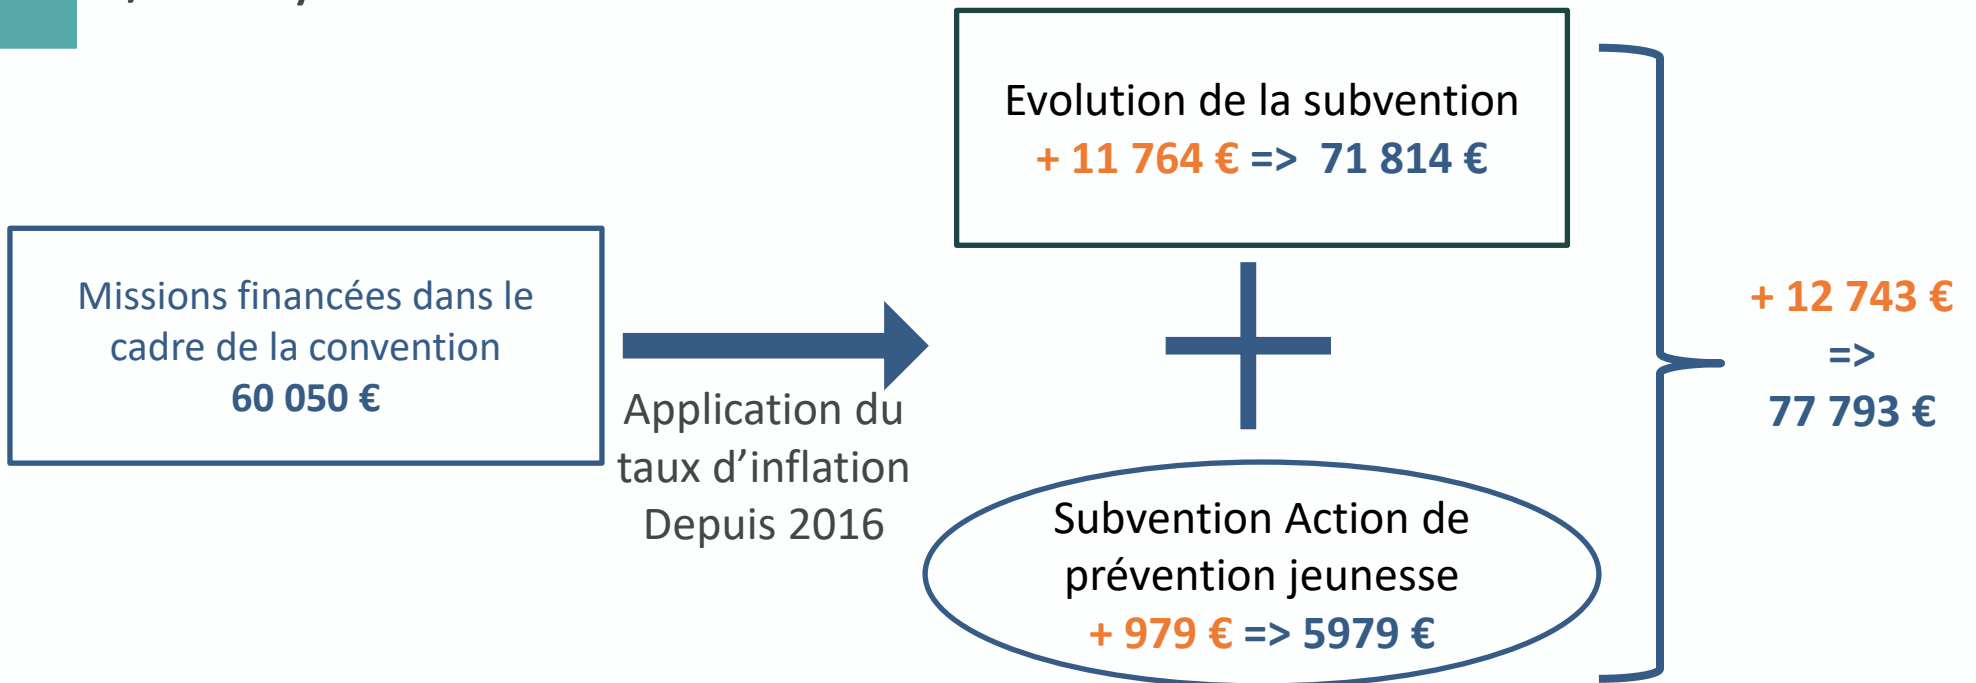 Missions financées dans le
cadre de la convention
60 050 €
Application du
taux d’inflation
Depuis 2016
Evolution de la subvention
+ 11 764 € => 71 814 €
Subvention Action de
prévention jeunesse
+ 979 € => 5979 €
+ 12 743 €
=>
77 793 €